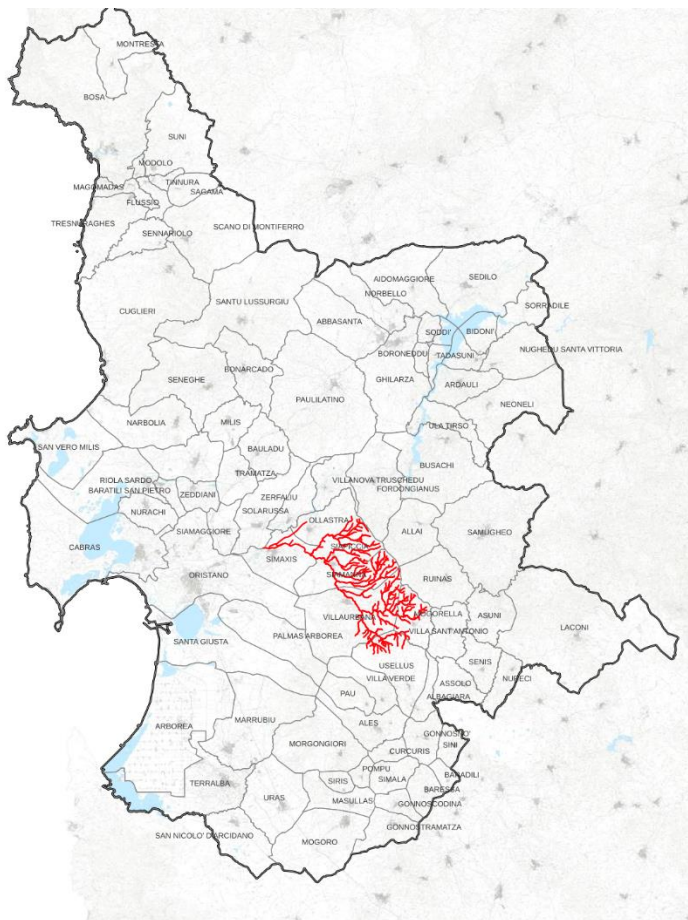 MONTRESTA
BOSA
SUNI
MODOLO
TINNURA
MAGOMADAS
SAGAMA
FLUSSIO
TRESNURAGHES
SCANO DI MONTIFERRO
SENNARIOLO
AIDOMAGGIORE
SEDILO
NORBELLO
SANTU LUSSURGIU
SORRADILE
CUGLIERI
ABBASANTA
SODDI'
BIDONI'
NUGHEDU SANTA VITTORIA
BORONEDDU
TADASUNI
BONARCADO
SENEGHE
GHILARZA
ARDAULI
PAULILATINO
NEONELI
NARBOLIA
MILIS
ULA TIRSO
SAN VERO MILIS
BAULADU
BUSACHI
TRAMATZA
RIOLA SARDO
VILLANOVA TRUSCHEDU
BARATILI SAN PIETRO
ZEDDIANI
ZERFALIU
FORDONGIANUS
NURACHI
SOLARUSSA
OLLASTRA
SIAMAGGIORE
ALLAI
SAMUGHEO
CABRAS
SIMAXIS
ORISTANO
RUINAS
VILLAURBANA
ASUNI
LACONI
SANTA GIUSTA
PALMAS ARBOREA
VILLA SANT'ANTONIO
SENIS
USELLUS
VILLA VERDE
ASSOLO
NURECI
PAU
ALBAGIARA
ARBOREA
MARRUBIU
ALES
GONNOSNO'
MORGONGIORI
SINI
CURCURIS
POMPU
TERRALBA
SIRIS
SIMALA
BARADILI
BARESSA
URAS
MASULLAS
GONNOSCODINA
SAN NICOLO' D'ARCIDANO
GONNOSTRAMATZA
MOGORO